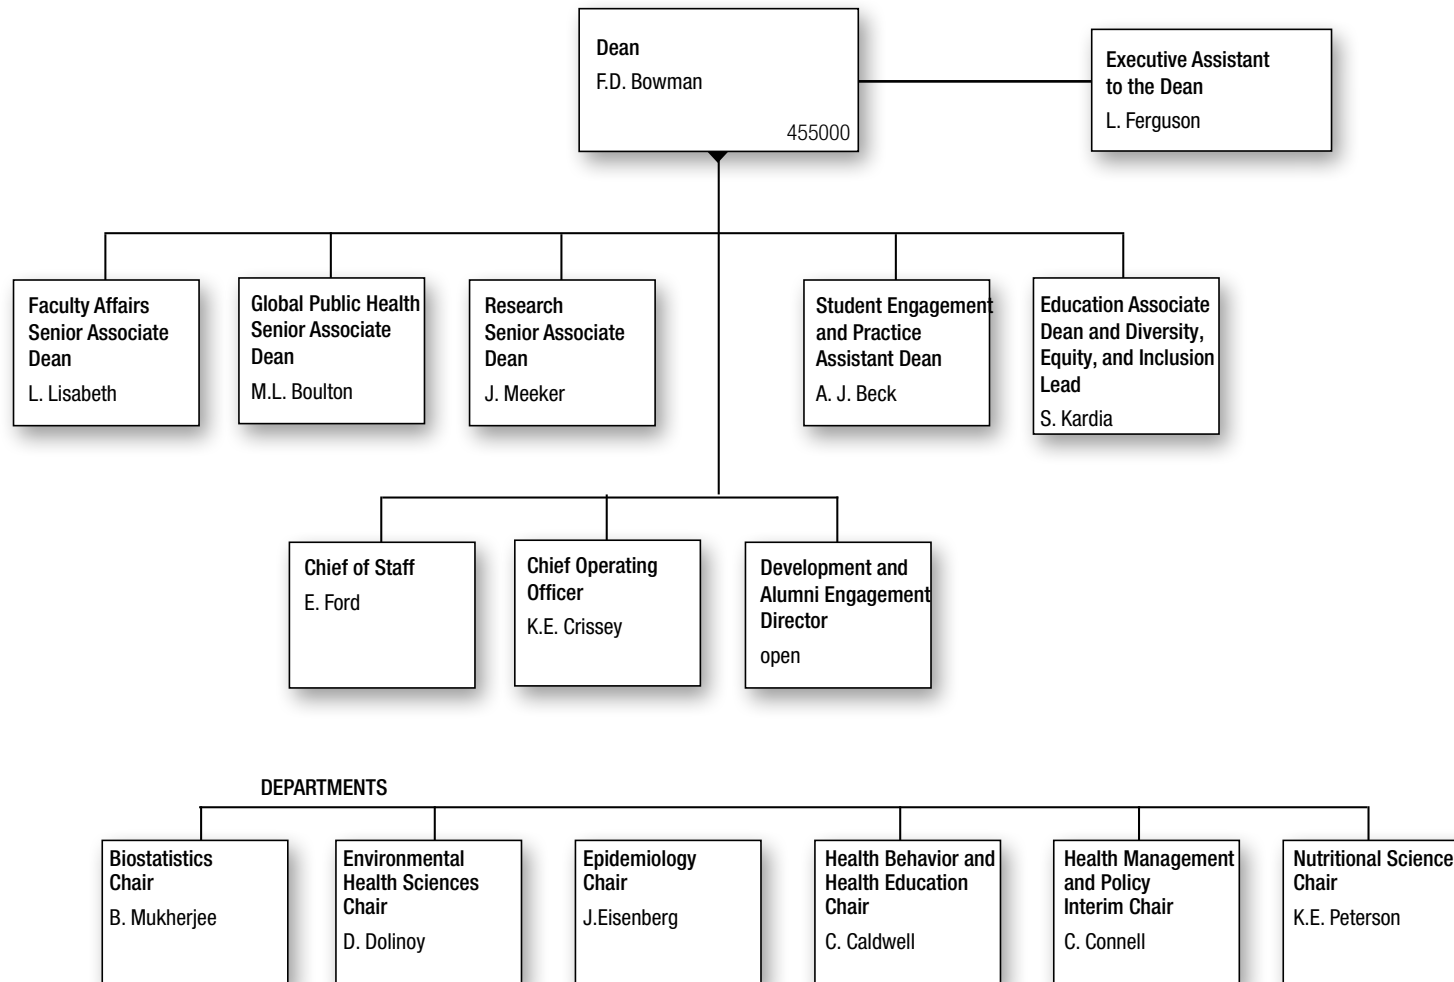 Dean
F.D. Bowman
455000
Executive Assistant
to the Dean
L. Ferguson
Faculty Affairs
Senior Associate
Dean
L. Lisabeth
Global Public Health
Senior Associate
Dean
M.L. Boulton
Research
Senior Associate
Dean
J. Meeker
Student Engagement
and Practice
Assistant Dean
A. J. Beck
Education Associate
Dean and Diversity,
Equity, and Inclusion
Lead
S. Kardia
Chief of Staff
E. Ford
Chief Operating
Officer
K.E. Crissey
Development and
Alumni Engagement
Director
open
DEPARTMENTS
Biostatistics
Chair
B. Mukherjee
Environmental
Health Sciences
Chair
D. Dolinoy
Epidemiology
Chair
J.Eisenberg
Health Behavior and
Health Education
Chair
C. Caldwell
Health Management
and Policy
Interim Chair
C. Connell
Nutritional Science
Chair
K.E. Peterson